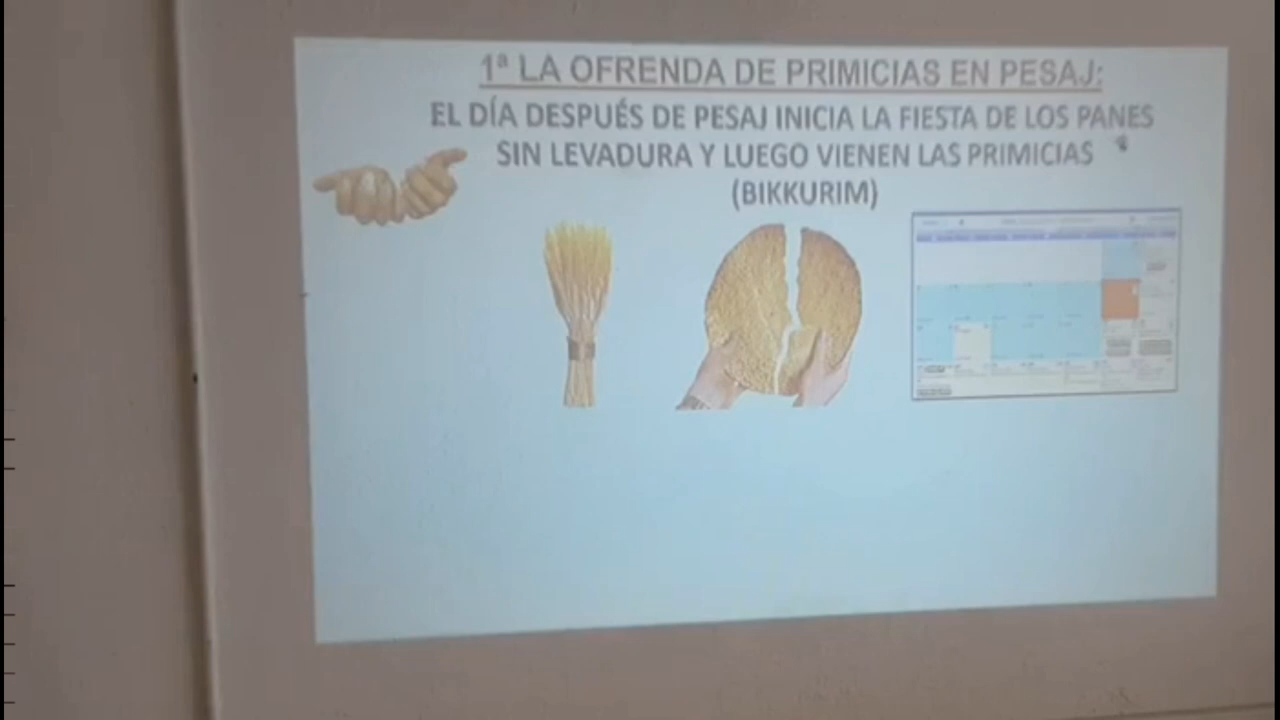 1ª LA OFRENDA DE PRIMICIAS EN PESAJ:
EL DÍA DESPUÉS DE PESAJ INICIA LA FIESTA DE LOS PANES
SIN LEVADURA Y LUEGO VIENEN LAS PRIMICIAS
(BIKKURIM)